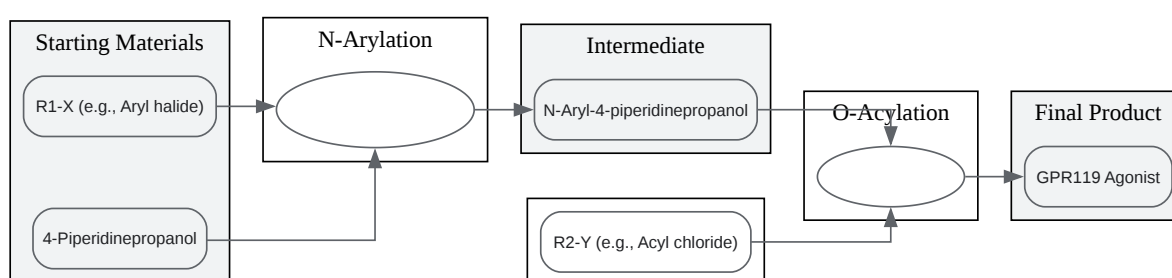 Starting Materials
R1-X (e.g., Aryl halide)
4-Piperidinepropanol
N-Arylation
Intermediate
N-Aryl-4-piperidinepropanol
R2-Y (e.g., Acyl chloride)
O-Acylation
Final Product
GPR119 Agonist